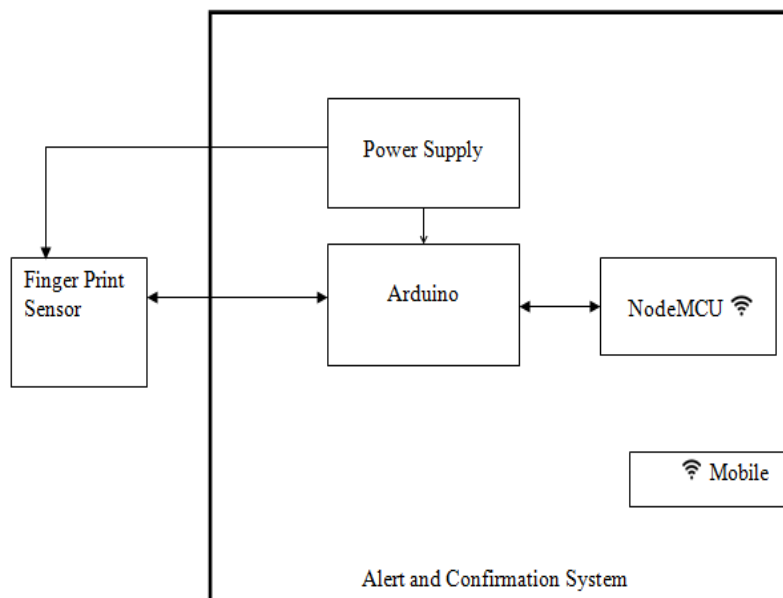 Power Supply
Finger Print
Sensor
Arduino
NodeMCU
Mobile
Alert and Confirmation System